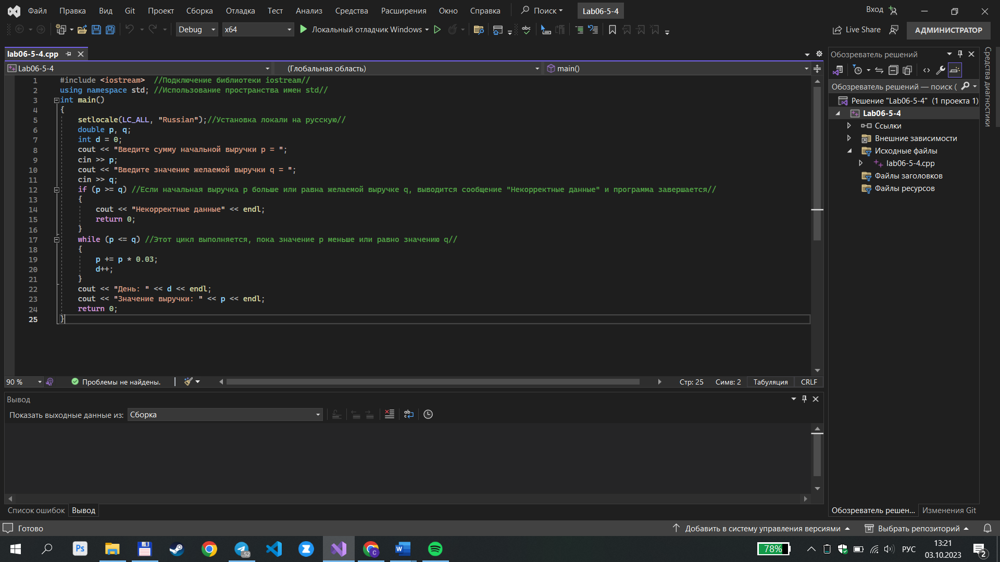 Файл Правка Вид Git Проект Сборка Отладка Тест Анализ Средства Расширения Окно Справка Поиск Lab06-5-4 Вход
Debug x64 Локальный отладчик Windows Live Share АДМИНИСТРАТОР
lab06-5-4.cpp
Lab06-5-4 (Глобальная область) main()
1 #include <iostream> //Подключение библиотеки iostream//
2 using namespace std; //Использование пространства имен std//
3 int main()
4 {
5 setlocale(LC_ALL, "Russian");//Установка локали на русскую//
6 double p, q;
7 int d = 0;
8 cout << "Введите сумму начальной выручки p = ";
9 cin >> p;
10 cout << "Введите значение желаемой выручки q = ";
11 cin >> q;
12 if (p >= q) //Если начальная выручка p больше или равна желаемой выручке q, выводится сообщение "Некорректные данные" и программа завершается//
13 {
14 cout << "Некорректные данные" << endl;
15 return 0;
16 }
17 while (p <= q) //Этот цикл выполняется, пока значение p меньше или равно значению q//
18 {
19 p += p * 0.03;
20 d++;
21 }
22 cout << "День: " << d << endl;
23 cout << "Значение выручки: " << p << endl;
24 return 0;
25 }
90 % Проблемы не найдены. Стр: 25 Симв: 2 Табуляция CRLF
Вывод
Показать выходные данные из: Сборка
Список ошибок Вывод
Обозреватель решений
Обозреватель решений — поиск (
Решение "Lab06-5-4" (1 проекта 1)
Lab06-5-4
Ссылки
Внешние зависимости
Исходные файлы
lab06-5-4.cpp
Файлы заголовков
Файлы ресурсов
Обозреватель решен... Изменения Git
Средства диагностики
Готово Добавить в систему управления версиями Выбрать репозиторий
Ps .52 C W 78% РУС 13:21
03.10.2023 2